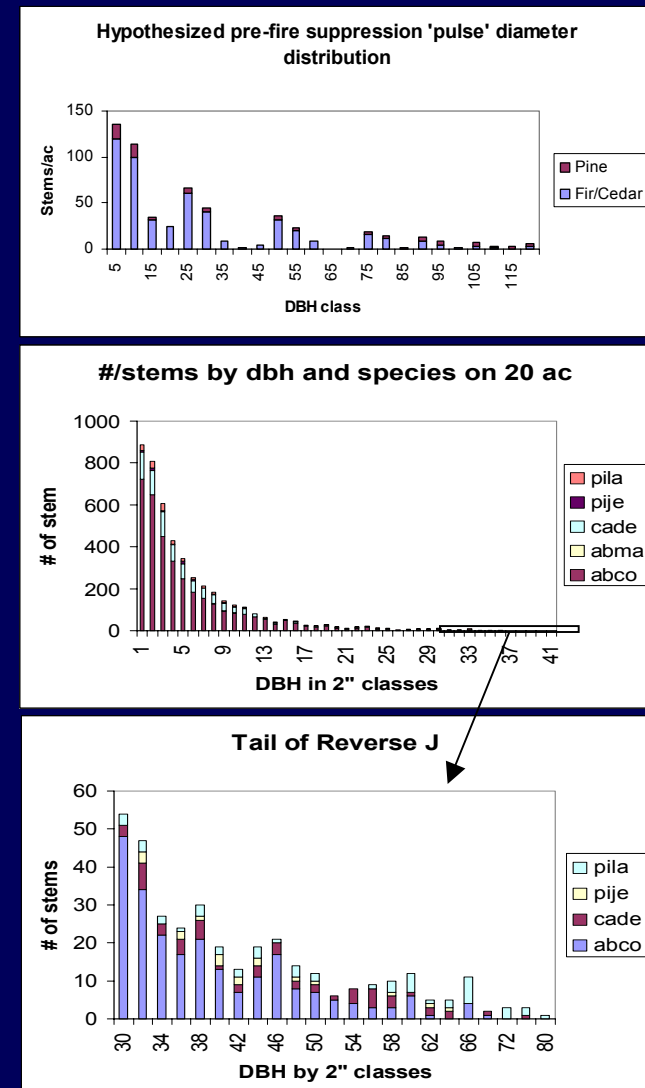 Hypothesized pre-fire suppression 'pulse' diameter
distribution
150
100
50
0
Stems/ac
5
15
25
35
45
55
65
75
85
95
105
115
DBH class
Pine
Fir/Cedar
#/stems by dbh and species on 20 ac
1000
800
600
400
200
0
# of stem
1
5
9
13
17
21
25
29
33
37
41
DBH in 2" classes
pila
pije
cade
abma
abco
Tail of Reverse J
60
50
40
30
20
10
0
# of stems
30
34
38
42
46
50
54
58
62
66
72
80
DBH by 2" classes
pila
pije
cade
abco